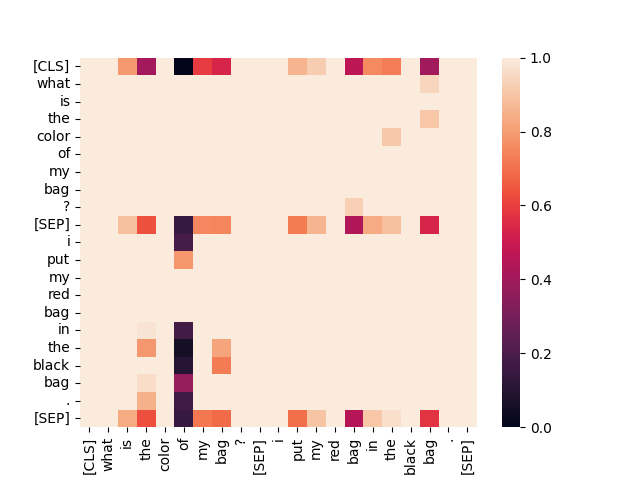 [CLS]
what
is
the
color
of
my
bag
?
[SEP]
i
put
my
red
bag
in
the
black
bag
.
[SEP]
[CLS] what is the color of my bag ? [SEP] i put my red bag in the black bag . [SEP]
1.0
0.8
0.6
0.4
0.2
0.0